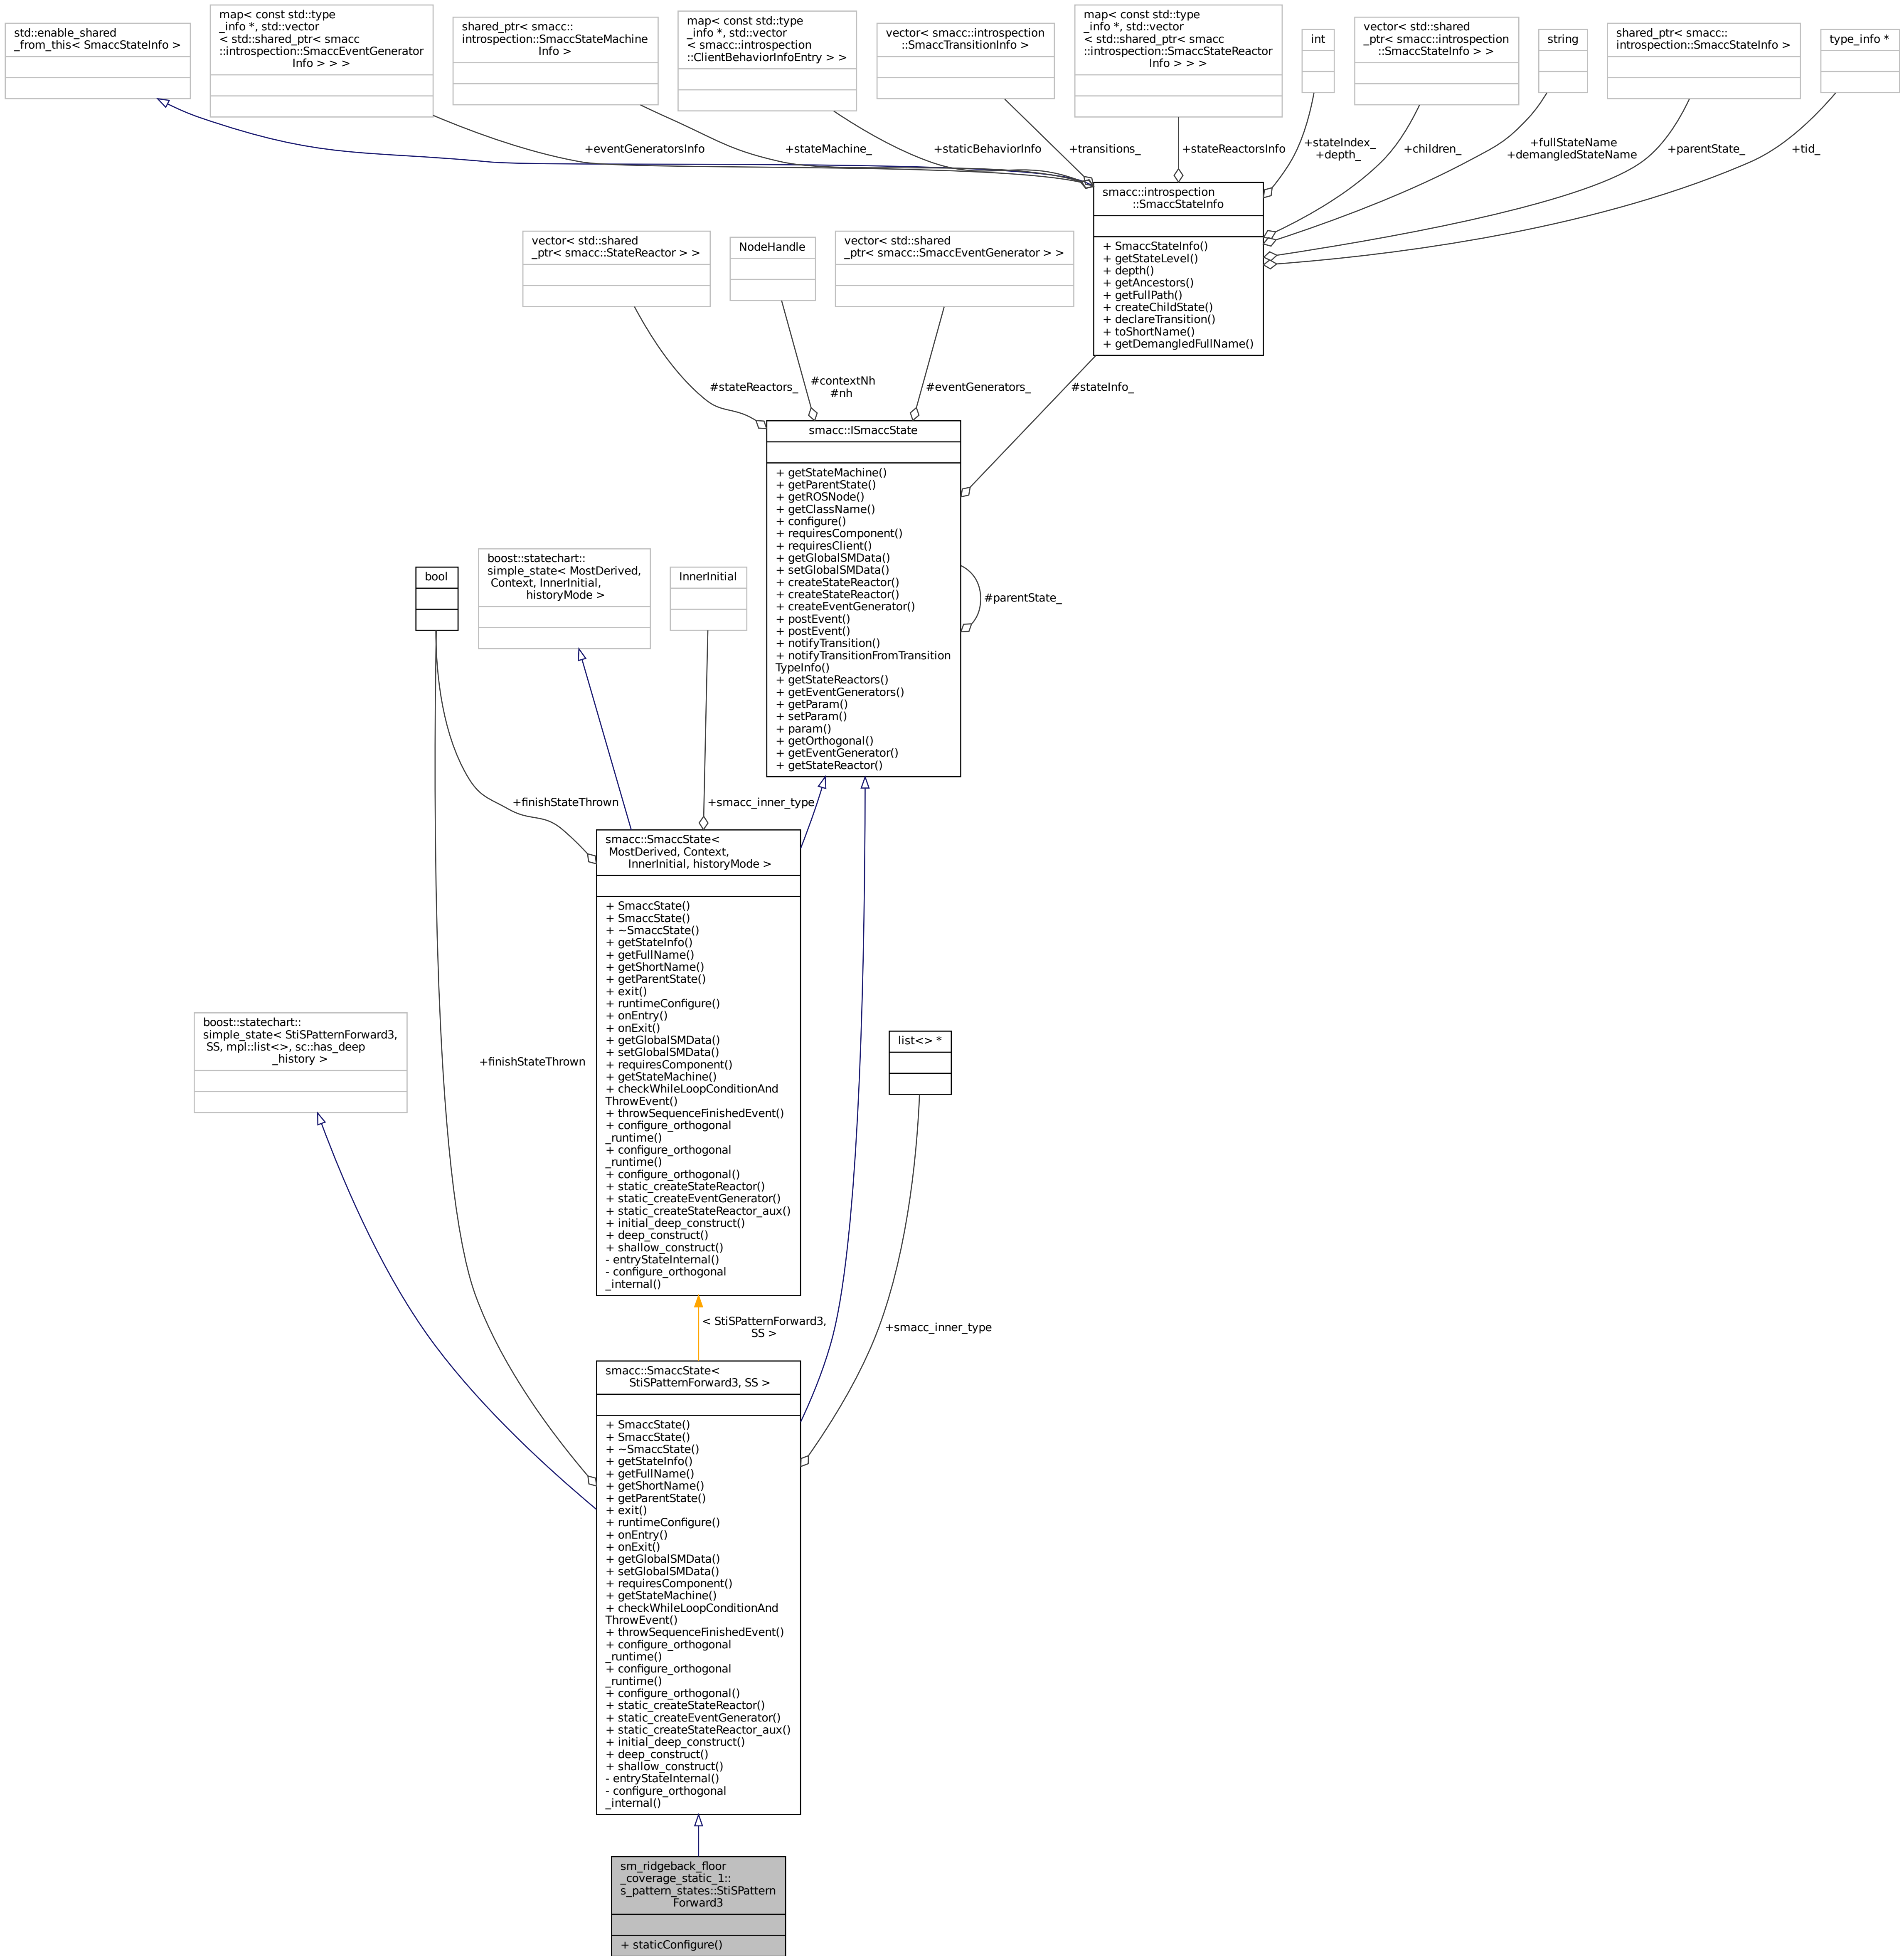 std::enable_shared
_from_this< SmaccStateInfo >
map< const std::type
_info *, std::vector
< std::shared_ptr< smacc
::introspection::SmaccEventGenerator
Info > > >
shared_ptr< smacc::
introspection::SmaccStateMachine
Info >
map< const std::type
_info *, std::vector
< smacc::introspection
::ClientBehaviorInfoEntry > >
vector< smacc::introspection
::SmaccTransitionInfo >
map< const std::type
_info *, std::vector
< std::shared_ptr< smacc
::introspection::SmaccStateReactor
Info > > >
int
vector< std::shared
_ptr< smacc::introspection
::SmaccStateInfo > >
string
shared_ptr< smacc::
introspection::SmaccStateInfo >
type_info *
+eventGeneratorsInfo
+stateMachine_
+staticBehaviorInfo
+transitions_
+stateReactorsInfo
+stateIndex_
+depth_
+children_
+fullStateName
+demangledStateName
+parentState_
+tid_
smacc::introspection
::SmaccStateInfo
+ SmaccStateInfo()
+ getStateLevel()
+ depth()
+ getAncestors()
+ getFullPath()
+ createChildState()
+ declareTransition()
+ toShortName()
+ getDemangledFullName()
vector< std::shared
_ptr< smacc::StateReactor > >
NodeHandle
vector< std::shared
_ptr< smacc::SmaccEventGenerator > >
#stateReactors_
#contextNh
#nh
#eventGenerators_
#stateInfo_
smacc::ISmaccState
+ getStateMachine()
+ getParentState()
+ getROSNode()
+ getClassName()
+ configure()
+ requiresComponent()
+ requiresClient()
+ getGlobalSMData()
+ setGlobalSMData()
+ createStateReactor()
+ createStateReactor()
+ createEventGenerator()
+ postEvent()
+ postEvent()
+ notifyTransition()
+ notifyTransitionFromTransition
TypeInfo()
+ getStateReactors()
+ getEventGenerators()
+ getParam()
+ setParam()
+ param()
+ getOrthogonal()
+ getEventGenerator()
+ getStateReactor()
#parentState_
bool
boost::statechart::
simple_state< MostDerived,
Context, InnerInitial,
historyMode >
InnerInitial
+finishStateThrown
+smacc_inner_type
smacc::SmaccState<
MostDerived, Context,
InnerInitial, historyMode >
+ SmaccState()
+ SmaccState()
+ ~SmaccState()
+ getStateInfo()
+ getFullName()
+ getShortName()
+ getParentState()
+ exit()
+ runtimeConfigure()
+ onEntry()
+ onExit()
+ getGlobalSMData()
+ setGlobalSMData()
+ requiresComponent()
+ getStateMachine()
+ checkWhileLoopConditionAnd
ThrowEvent()
+ throwSequenceFinishedEvent()
+ configure_orthogonal
_runtime()
+ configure_orthogonal
_runtime()
+ configure_orthogonal()
+ static_createStateReactor()
+ static_createEventGenerator()
+ static_createStateReactor_aux()
+ initial_deep_construct()
+ deep_construct()
+ shallow_construct()
- entryStateInternal()
- configure_orthogonal
_internal()
boost::statechart::
simple_state< StiSPatternForward3,
SS, mpl::list<>, sc::has_deep
_history >
+finishStateThrown
list<> *
< StiSPatternForward3,
SS >
+smacc_inner_type
smacc::SmaccState<
StiSPatternForward3, SS >
+ SmaccState()
+ SmaccState()
+ ~SmaccState()
+ getStateInfo()
+ getFullName()
+ getShortName()
+ getParentState()
+ exit()
+ runtimeConfigure()
+ onEntry()
+ onExit()
+ getGlobalSMData()
+ setGlobalSMData()
+ requiresComponent()
+ getStateMachine()
+ checkWhileLoopConditionAnd
ThrowEvent()
+ throwSequenceFinishedEvent()
+ configure_orthogonal
_runtime()
+ configure_orthogonal
_runtime()
+ configure_orthogonal()
+ static_createStateReactor()
+ static_createEventGenerator()
+ static_createStateReactor_aux()
+ initial_deep_construct()
+ deep_construct()
+ shallow_construct()
- entryStateInternal()
- configure_orthogonal
_internal()
sm_ridgeback_floor
_coverage_static_1::
s_pattern_states::StiSPattern
Forward3
+ staticConfigure()